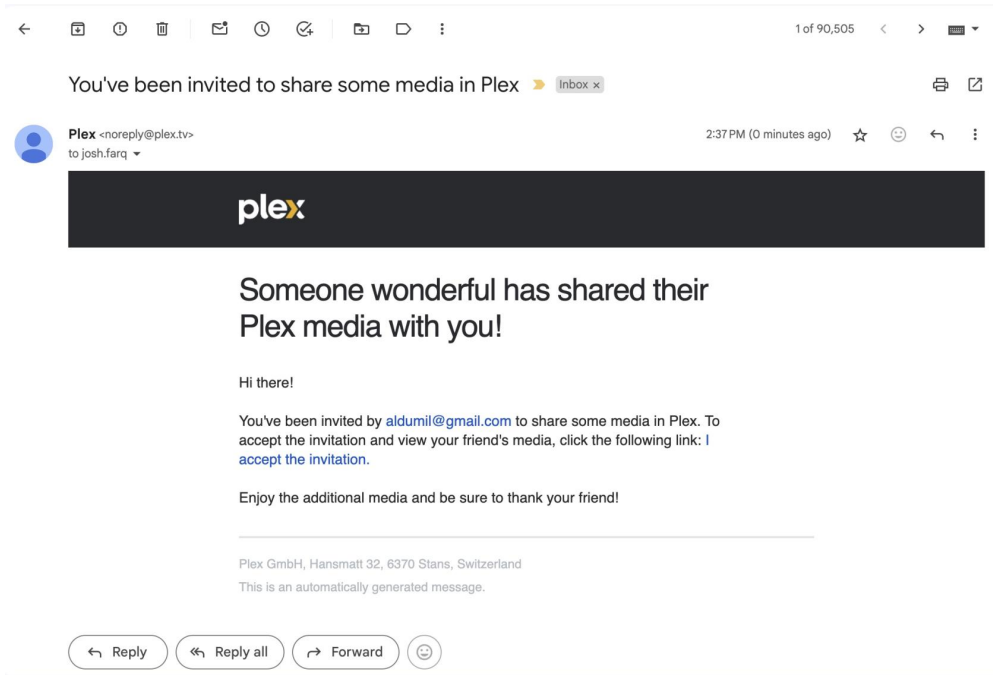 1 of 90,505
You've been invited to share some media in Plex
Inbox x
Plex <noreply@plex.tv>
2:37 PM (0 minutes ago)
to josh.farq
plex
Someone wonderful has shared their
Plex media with you!
Hi there!
You've been invited by aldumil@gmail.com to share some media in Plex. To
accept the invitation and view your friend's media, click the following link: I
accept the invitation.
Enjoy the additional media and be sure to thank your friend!
Plex GmbH, Hansmatt 32, 6370 Stans, Switzerland
This is an automatically generated message.
Reply
Reply all
Forward